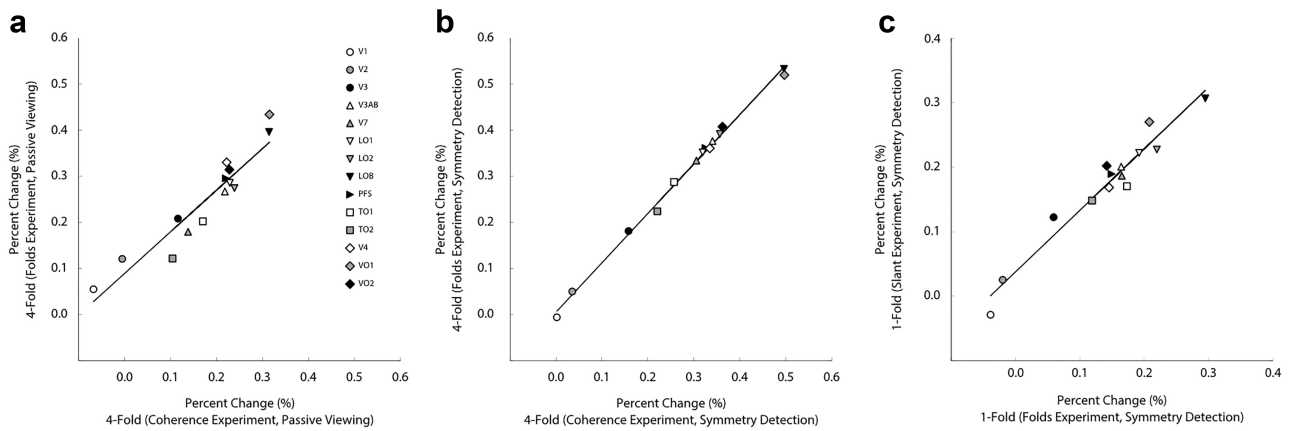 a
0.6
0.5
0.4
0.3
0.2
0.1
0.0
0.0 0.1 0.2 0.3 0.4 0.5 0.6
Percent Change (%)
4-Fold (Folds Experiment, Passive Viewing)
Percent Change (%)
4-Fold (Coherence Experiment, Passive Viewing)
V1
V2
V3
V3AB
V7
LO1
LO2
LOB
PFS
TO1
TO2
V4
VO1
VO2
b
0.6
0.5
0.4
0.3
0.2
0.1
0.0
0.0 0.1 0.2 0.3 0.4 0.5 0.6
Percent Change (%)
4-Fold (Folds Experiment, Symmetry Detection)
Percent Change (%)
4-Fold (Coherence Experiment, Symmetry Detection)
c
0.4
0.3
0.2
0.1
0.0
0.0 0.1 0.2 0.3 0.4
Percent Change (%)
1-Fold (Slant Experiment, Symmetry Detection)
Percent Change (%)
1-Fold (Folds Experiment, Symmetry Detection)